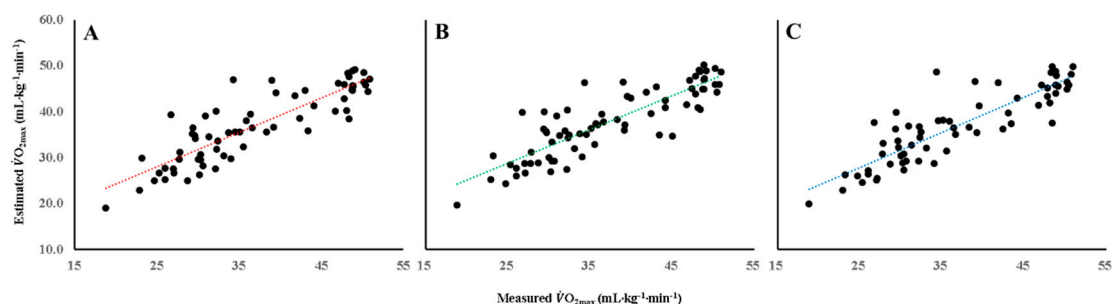 A
B
C
60.0
50.0
40.0
30.0
20.0
10.0
Estimated V̇O2max (mL·kg-1·min-1)
15 25 35 45 55 15 25 35 45 55 15 25 35 45 55
Measured V̇O2max (mL·kg-1·min-1)